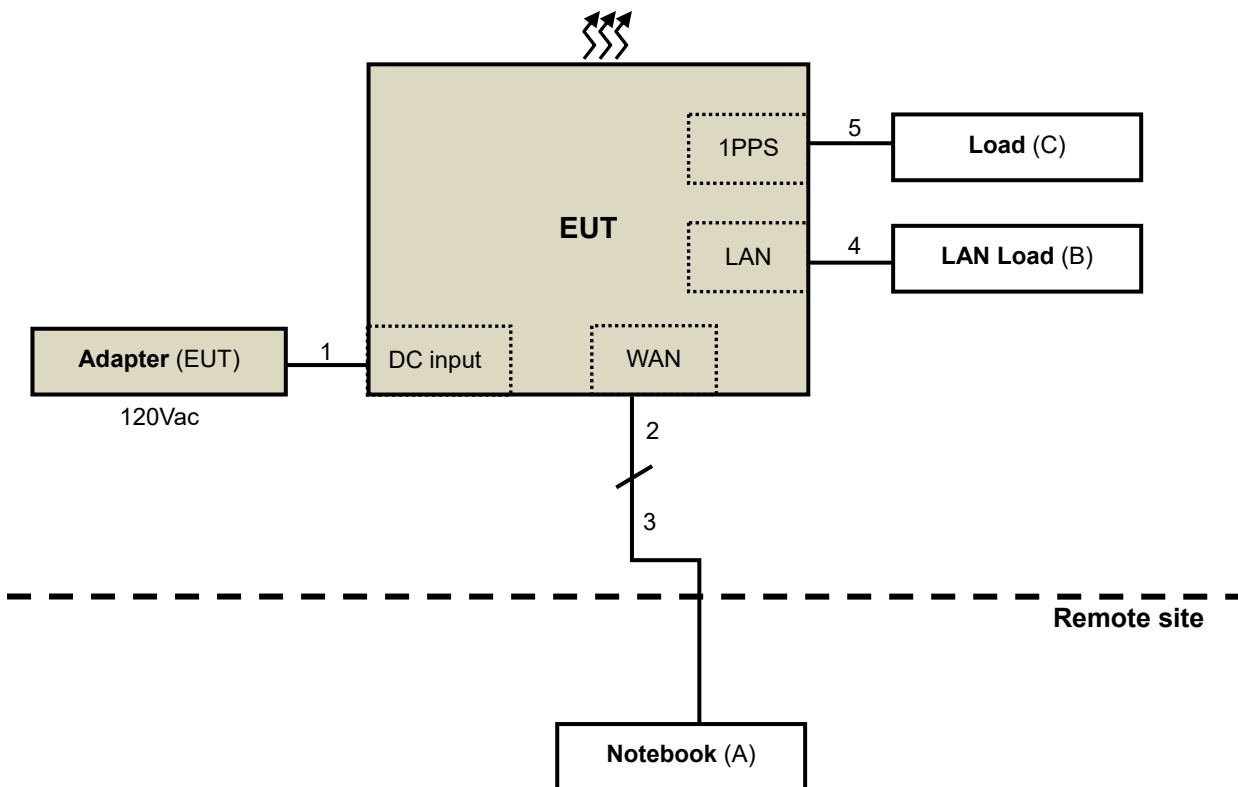 1PPS
5
Load (C)
EUT
LAN
4
LAN Load (B)
Adapter (EUT)
1
DC input
WAN
120Vac
2
3
Remote site
Notebook (A)